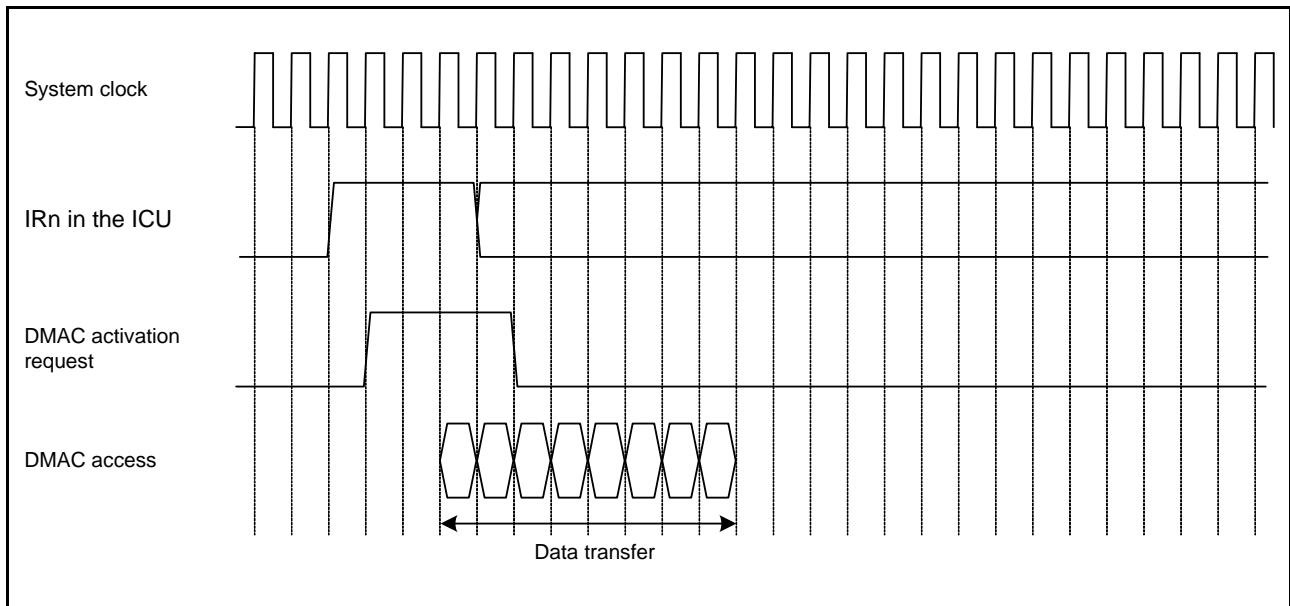 System clock
IRn in the ICU
DMAC activation
request
DMAC access
Data transfer